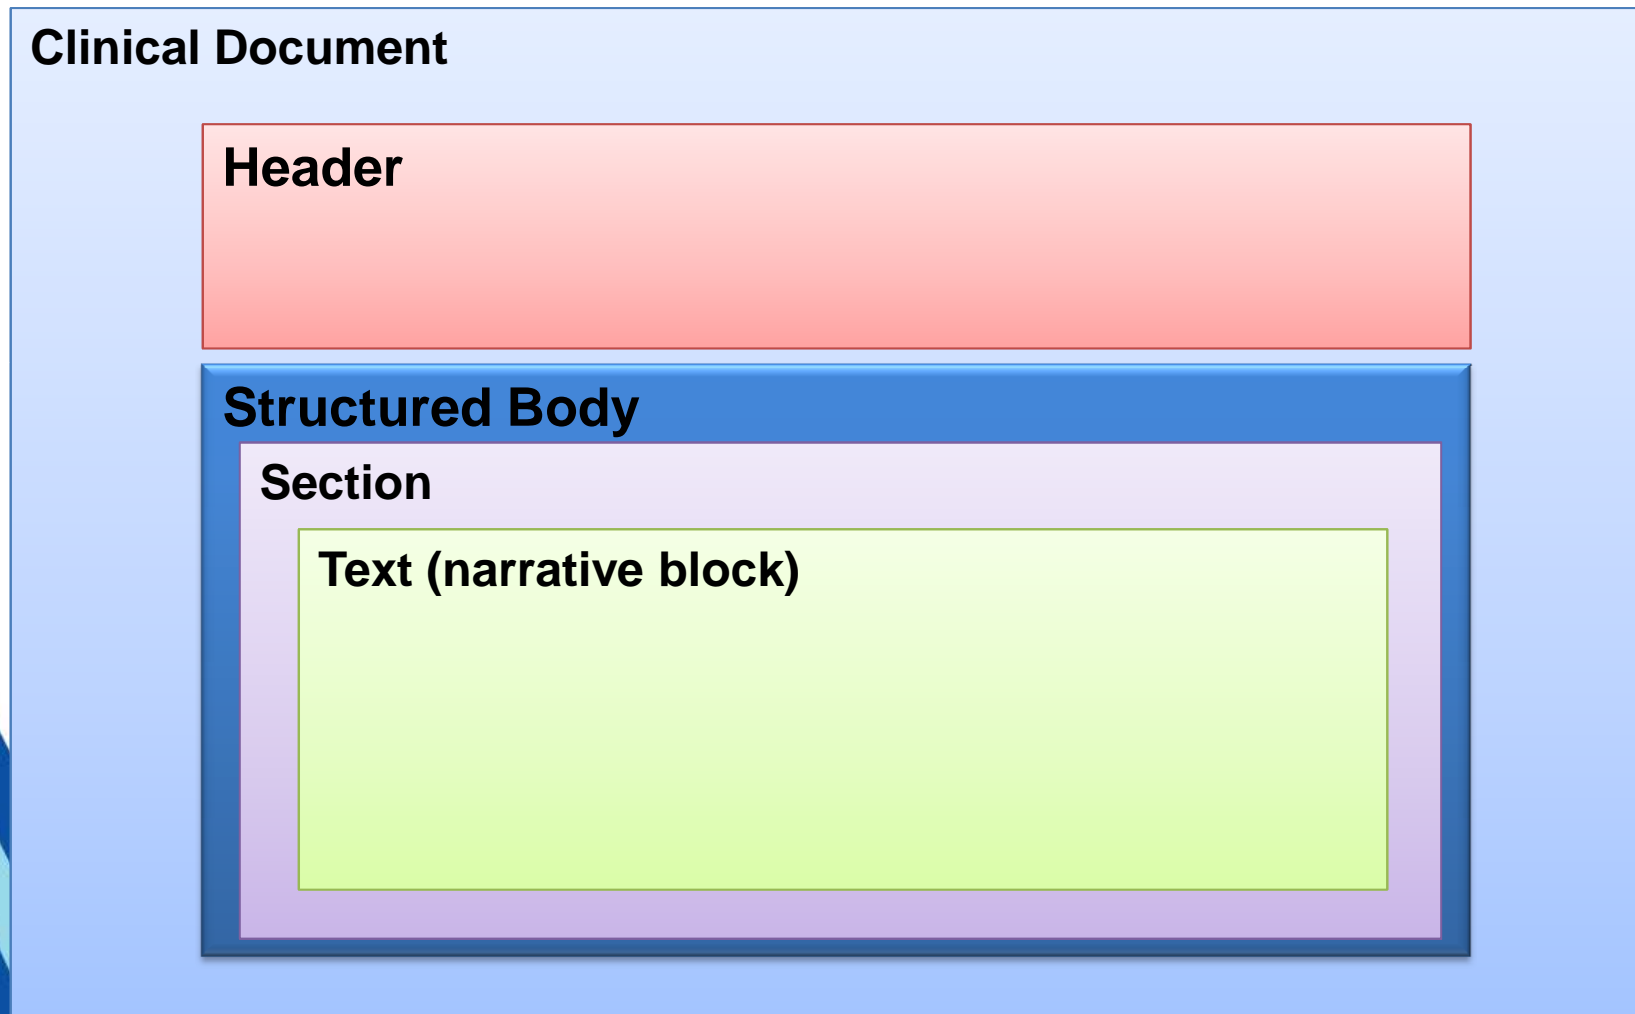 Clinical Document
Header
Structured Body
Section
Text (narrative block)